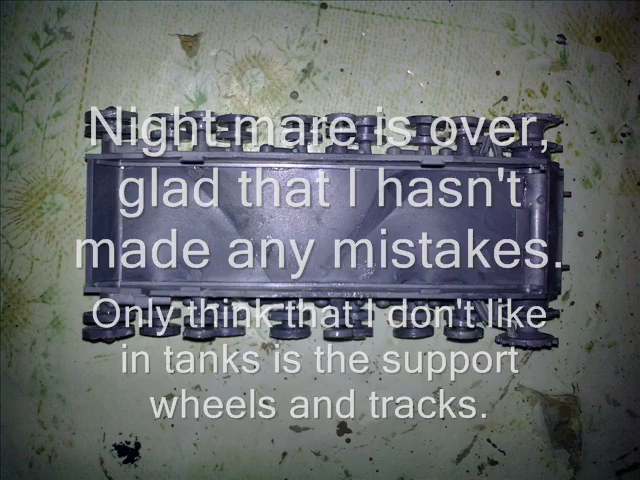 Night mare is over,
glad that I hasn't
made any mistakes.
Only think that I don't like
in tanks is the support
wheels and tracks.